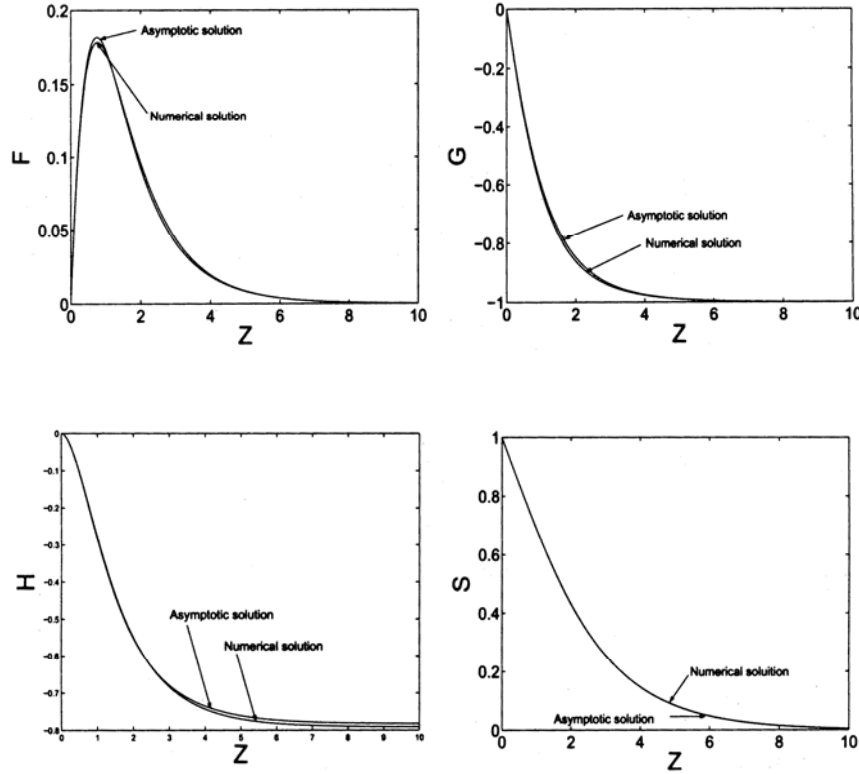 0.2
0.15
0.1
0.05
0
F
Asymptotic solution
Numerical solution
0 2 4 6 8 10
Z
0
−0.2
−0.4
−0.6
−0.8
−1
G
Asymptotic solution
Numerical solution
0 2 4 6 8 10
Z
0
−0.1
−0.2
−0.3
−0.4
−0.5
−0.6
−0.7
−0.8
H
Asymptotic solution
Numerical solution
0 1 2 3 4 5 6 7 8 9 10
Z
1
0.8
0.6
0.4
0.2
0
S
Numerical soluition
Asymptotic solution
0 2 4 6 8 10
Z